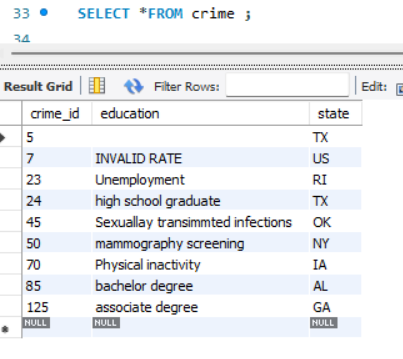 33 SELECT *FROM crime ;
34
Result Grid Filter Rows: Edit:
crime_id education state
5 TX
7 INVALID RATE US
23 Unemployment RI
24 high school graduate TX
45 Sexuallay transimmted infections OK
50 mammography screening NY
70 Physical inactivity IA
85 bachelor degree AL
125 associate degree GA
NULL NULL NULL